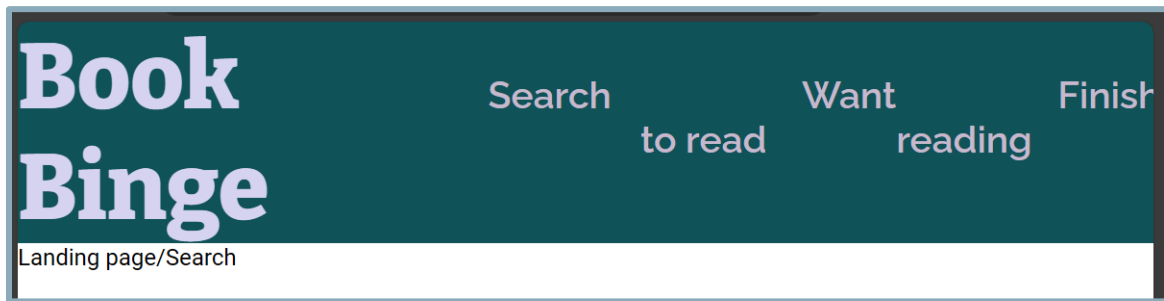 Book
Binge
Search
Want
to read
Finish
reading
Landing page/Search